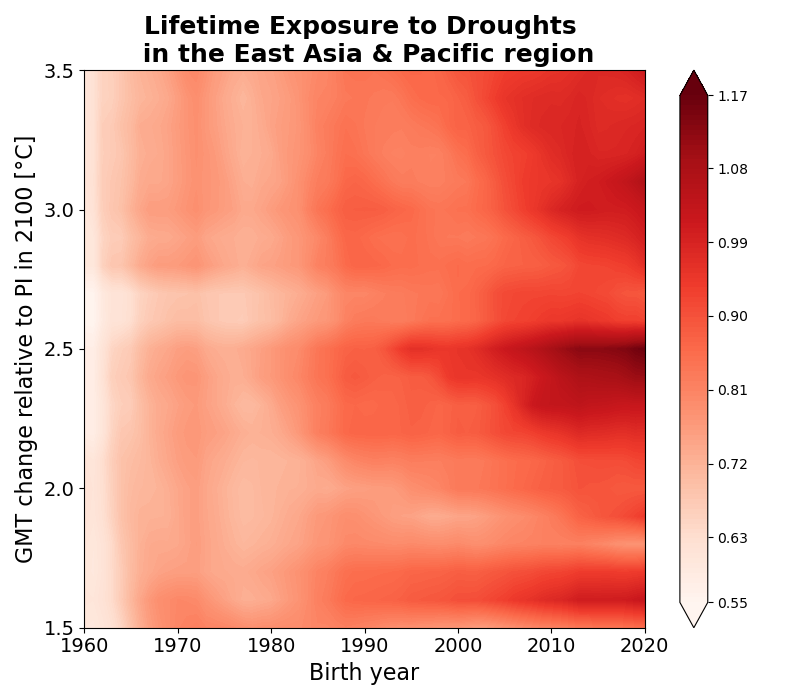 Lifetime Exposure to Droughts
in the East Asia & Pacific region
GMT change relative to PI in 2100 [°C]
3.5
3.0
2.5
2.0
1.5
1960 1970 1980 1990 2000 2010 2020
Birth year
1.17
1.08
0.99
0.90
0.81
0.72
0.63
0.55